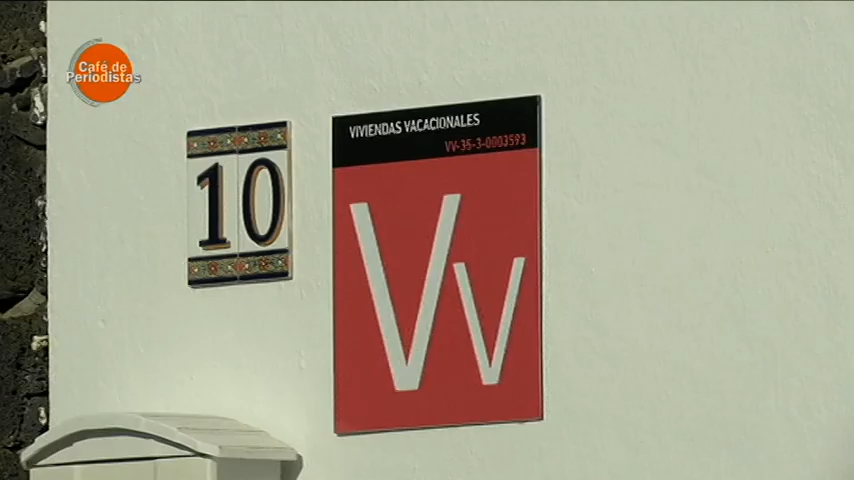 Café de
Periodistas
10
VIVIENDAS VACACIONALES
VV-35-3-0003593
Vv